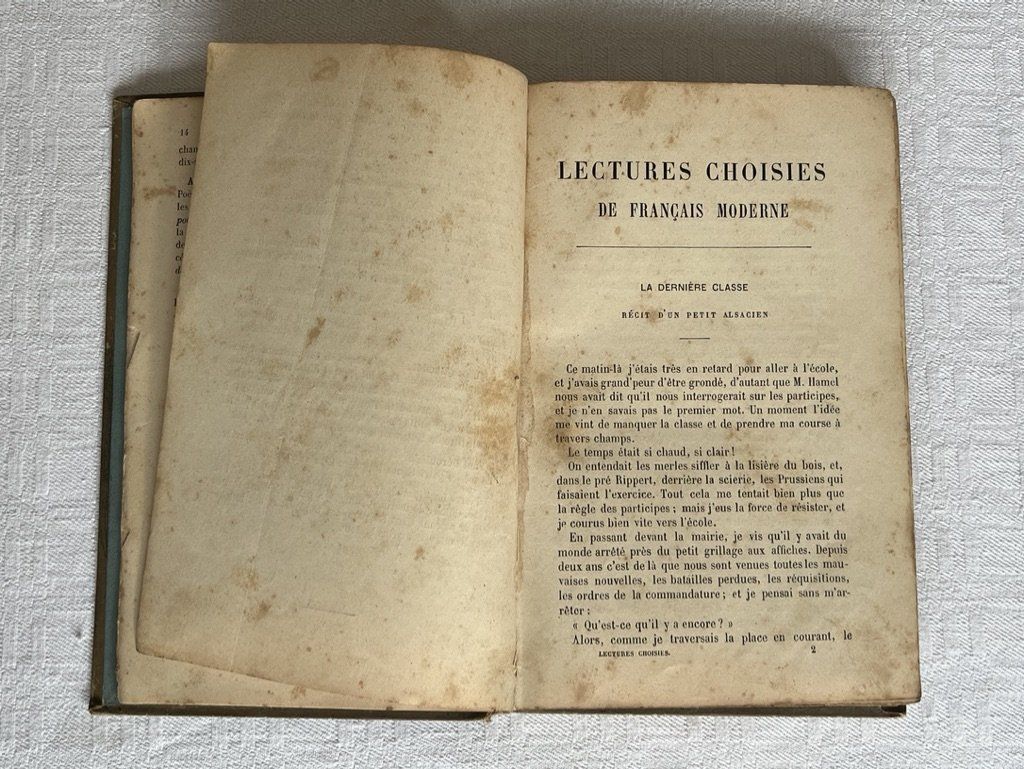 14
chan
dix-
A
Poé
les
po
la
de
cé
d
LECTURES CHOISIES
DE FRANÇAIS MODERNE
LA DERNIÈRE CLASSE
RÉCIT D'UN PETIT ALSACIEN
Ce matin-là j'étais très en retard pour aller à l'école,
et j'avais grand'peur d'être grondé, d'autant que M. Hamel
nous avait dit qu'il nous interrogerait sur les participes,
et je n'en savais pas le premier mot. Un moment l'idée
me vint de manquer la classe et de prendre ma course à
travers champs.
Le temps était si chaud, si clair!
On entendait les merles siffler à la lisière du bois, et,
dans le pré Rippert, derrière la scierie, les Prussiens qui
faisaient l'exercice. Tout cela me tentait bien plus que
la règle des participes; mais j'eus la force de résister, et
je courus bien vite vers l'école.
En passant devant la mairie, je vis qu'il y avait du
monde arrêté près du petit grillage aux affiches. Depuis
deux ans c'est de là que nous sont venues toutes les mau-
vaises nouvelles, les batailles perdues, les réquisitions,
les ordres de la commandature; et je pensai sans m'ar-
rêter:
« Qu'est-ce qu'il y a encore? »
Alors, comme je traversais la place en courant, le
LECTURES CHOISIES. 2